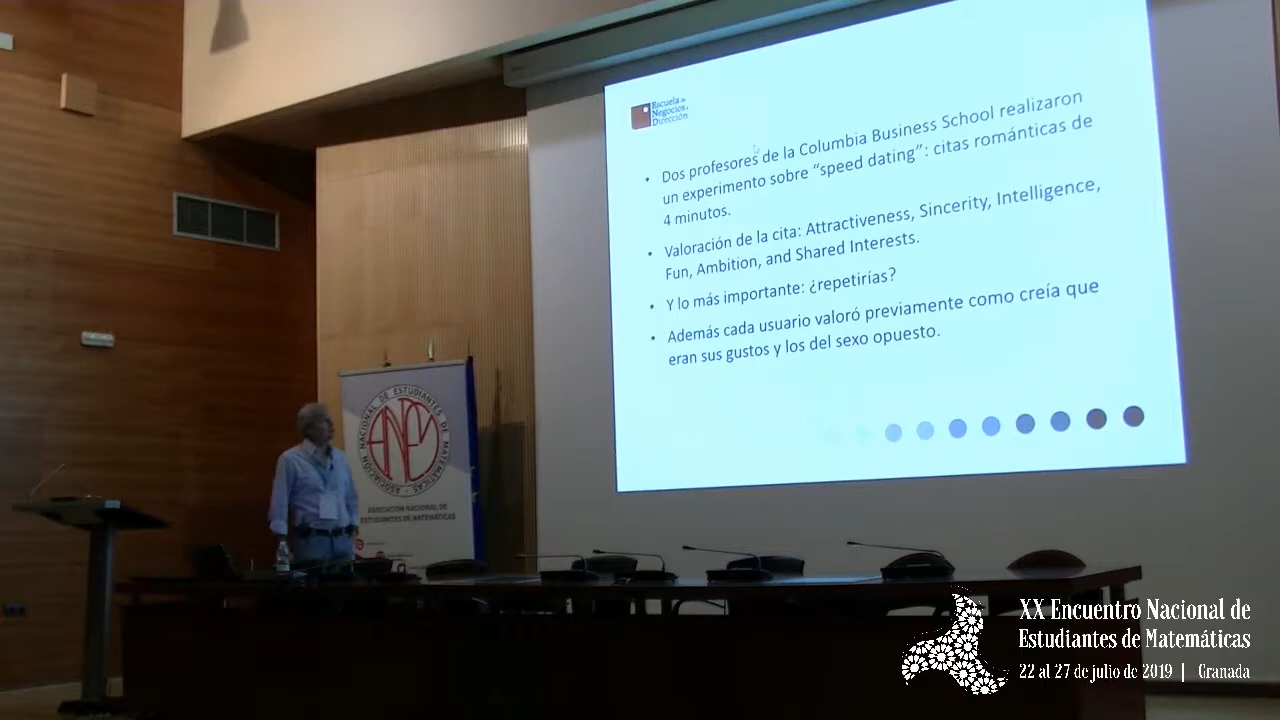 Escuela de
Negocios y
Dirección
• Dos profesores de la Columbia Business School realizaron
un experimento sobre “speed dating”: citas románticas de
4 minutos.
• Valoración de la cita: Attractiveness, Sincerity, Intelligence,
Fun, Ambition, and Shared Interests.
• Y lo más importante: ¿repetirías?
• Además cada usuario valoró previamente como creía que
eran sus gustos y los del sexo opuesto.
ASOCIACIÓN NACIONAL DE ESTUDIANTES DE MATEMÁTICAS
ANEM
ASOCIACIÓN NACIONAL DE
ESTUDIANTES DE MATEMÁTICAS
XX Encuentro Nacional de
Estudiantes de Matemáticas
22 al 27 de julio de 2019 | Granada